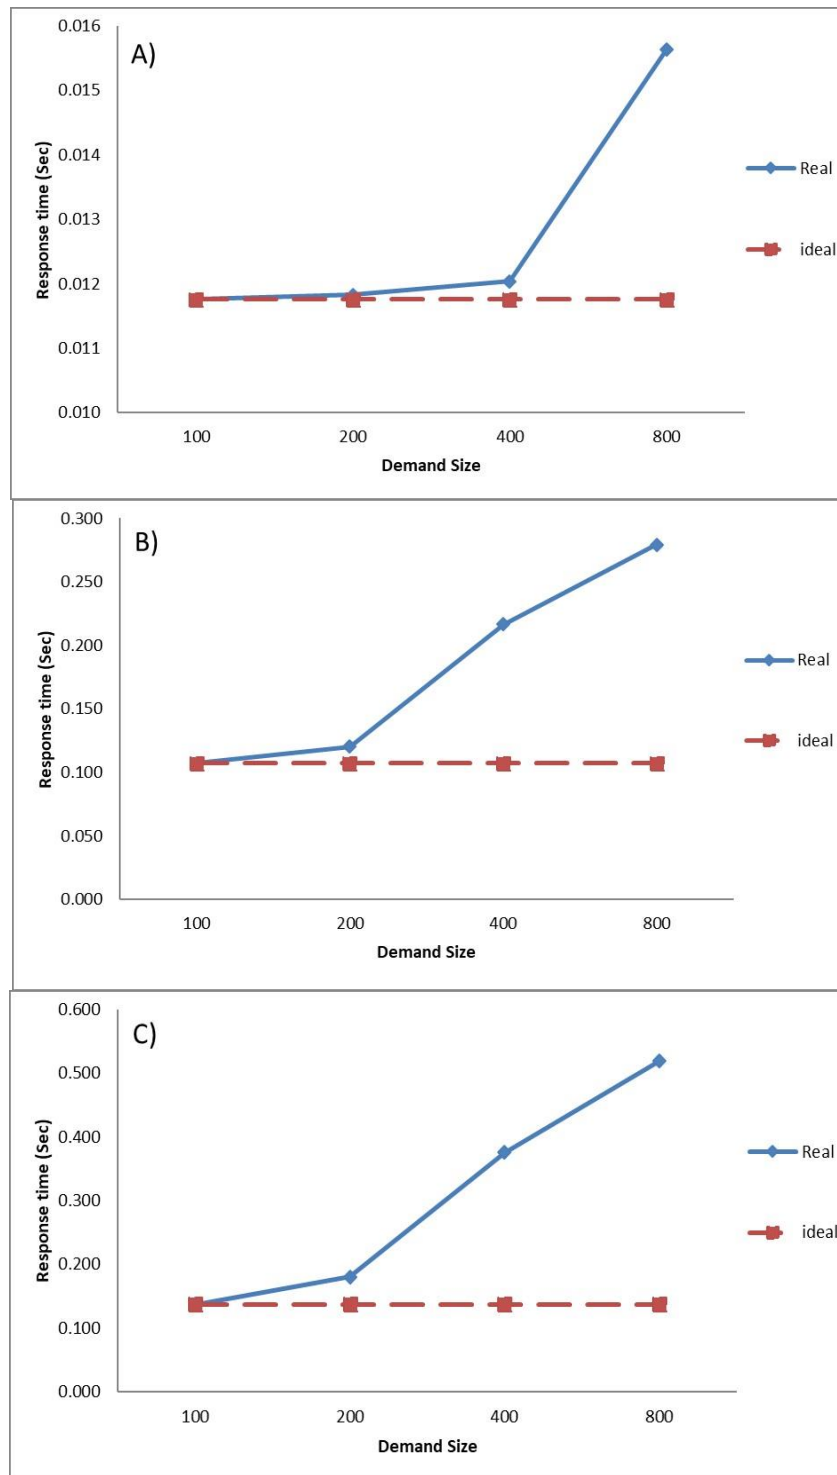 A)
0.016
0.015
0.014
0.013
0.012
0.011
0.010
Response time (Sec)
100 200 400 800
Demand Size
Real
ideal
B)
0.300
0.250
0.200
0.150
0.100
0.050
0.000
Response time (Sec)
100 200 400 800
Demand Size
Real
ideal
C)
0.600
0.500
0.400
0.300
0.200
0.100
0.000
Response time (Sec)
100 200 400 800
Demand Size
Real
ideal